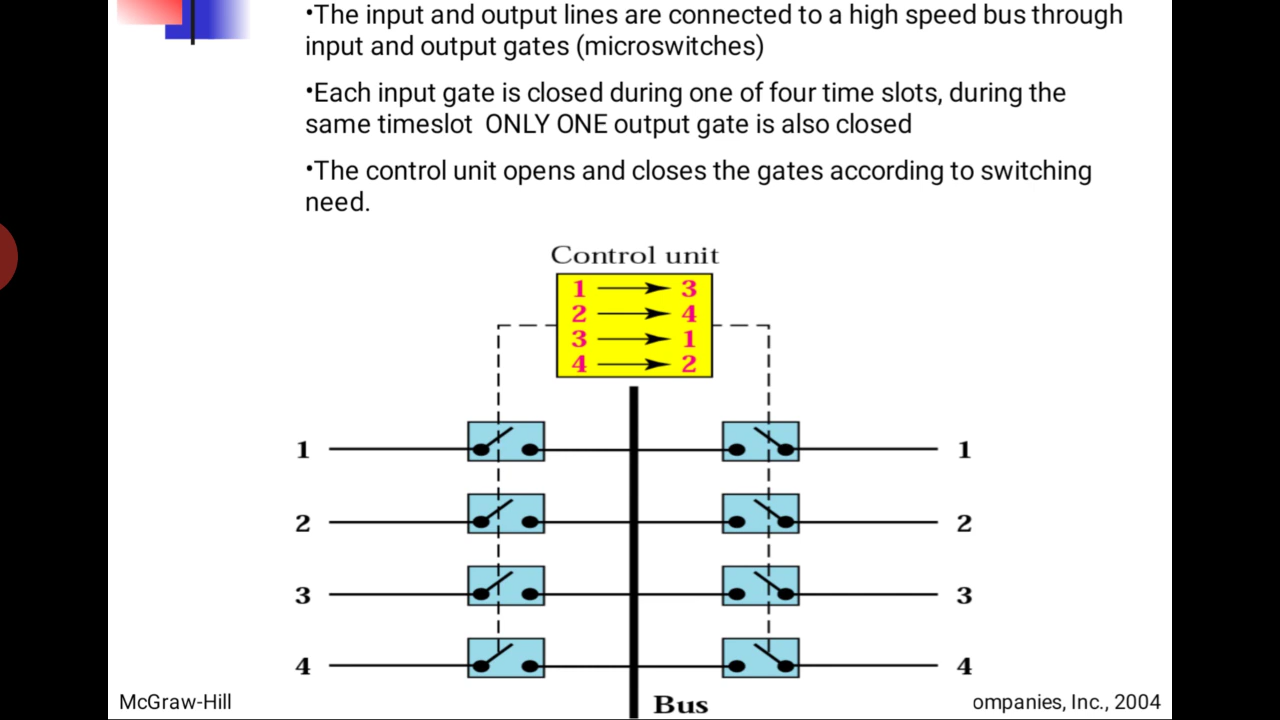 •The input and output lines are connected to a high speed bus through
input and output gates (microswitches)
•Each input gate is closed during one of four time slots, during the
same timeslot  ONLY ONE output gate is also closed
•The control unit opens and closes the gates according to switching
need.
Control unit
1 → 3
2 → 4
3 → 1
4 → 2
1 1
2 2
3 3
4 4
Bus
McGraw-Hill
ompanies, Inc., 2004